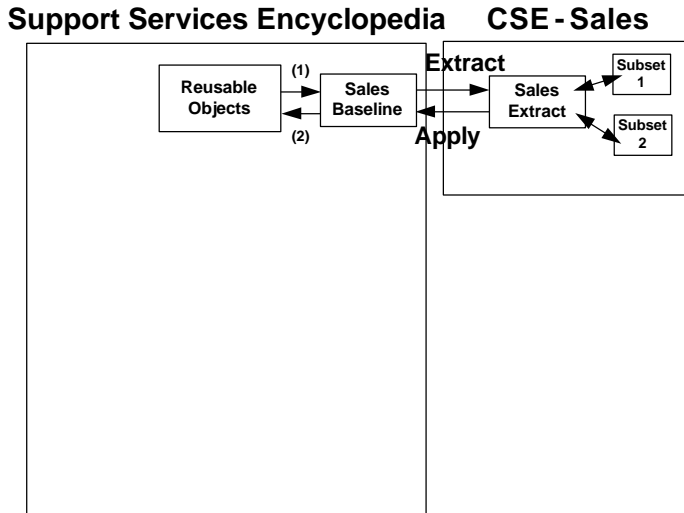 Support Services Encyclopedia
CSE - Sales
Reusable
Objects
(1)
(2)
Sales
Baseline
Extract
Apply
Sales
Extract
Subset
1
Subset
2